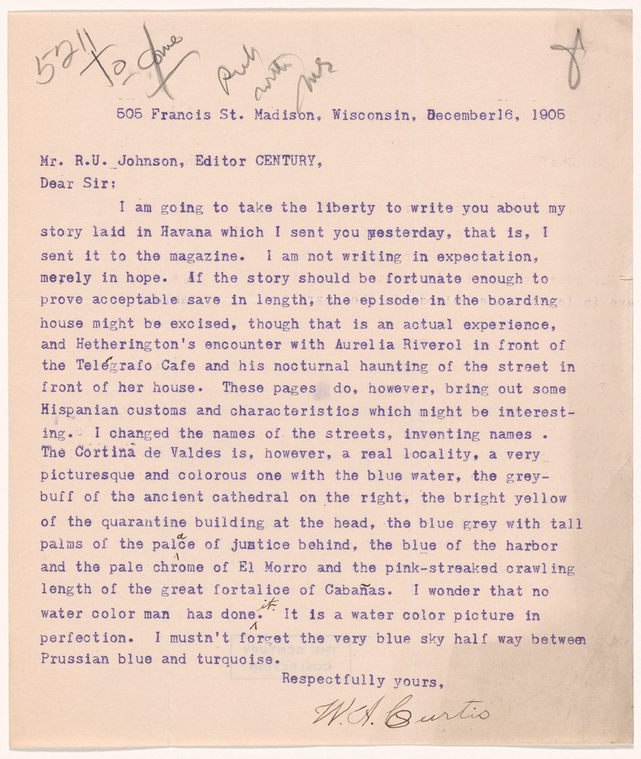 5211 to come
Pub
with
505 Francis St. Madison, Wisconsin, December16, 1905
Mr. R.U. Johnson, Editor CENTURY,
Dear Sir:
I am going to take the liberty to write you about my
story laid in Havana which I sent you yesterday, that is, I
sent it to the magazine. I am not writing in expectation,
merely in hope. If the story should be fortunate enough to
prove acceptable save in length, the episode in the boarding
house might be excised, though that is an actual experience,
and Hetherington's encounter with Aurelia Riverol in front of
the Telégrafo Cafe and his nocturnal haunting of the street in
front of her house. These pages do, however, bring out some
Hispanian customs and characteristics which might be interest-
ing. I changed the names of the streets, inventing names .
The Cortina de Valdes is, however, a real locality, a very
picturesque and colorous one with the blue water, the grey-
buff of the ancient cathedral on the right, the bright yellow
of the quarantine building at the head, the blue grey with tall
palms of the palace of justice behind, the blue of the harbor
and the pale chrome of El Morro and the pink-streaked crawling
length of the great fortalice of Cabañas. I wonder that no
water color man has done it. It is a water color picture in
perfection. I mustn't forget the very blue sky half way between
Prussian blue and turquoise.
Respectfully yours,
W. A. Curtis